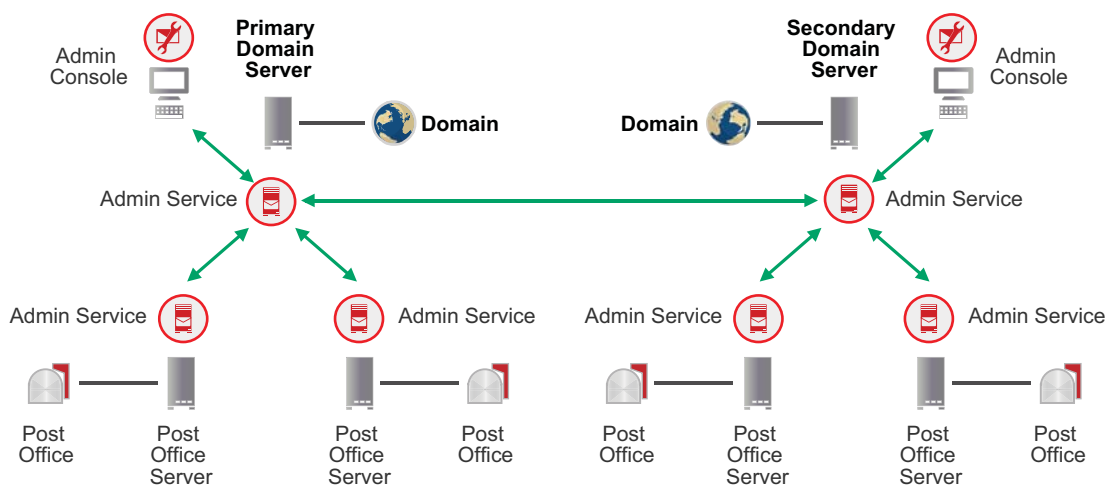 Admin
Console
Primary
Domain
Server
Domain
Secondary
Domain
Server
Domain
Admin
Console
Admin Service
Admin Service
Admin Service
Admin Service
Admin Service
Admin Service
Post
Office
Post
Office
Server
Post
Office
Server
Post
Office
Post
Office
Post
Office
Server
Post
Office
Server
Post
Office